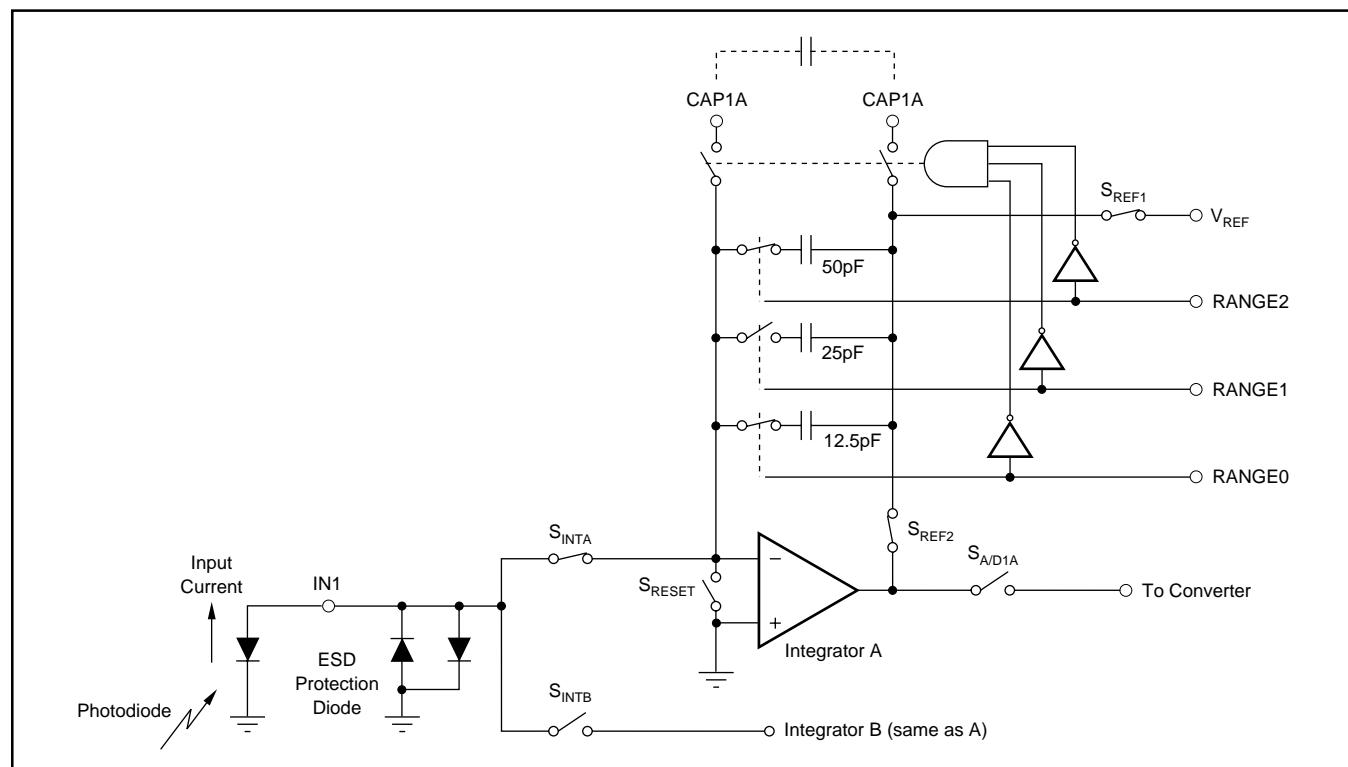 CAP1A
CAP1A
S_REF1
V_REF
50pF
RANGE2
25pF
RANGE1
12.5pF
RANGE0
S_INTA
S_REF2
Input
Current
IN1
S_RESET
−
+
S_A/D1A
To Converter
Integrator A
ESD
Protection
Diode
Photodiode
S_INTB
Integrator B (same as A)